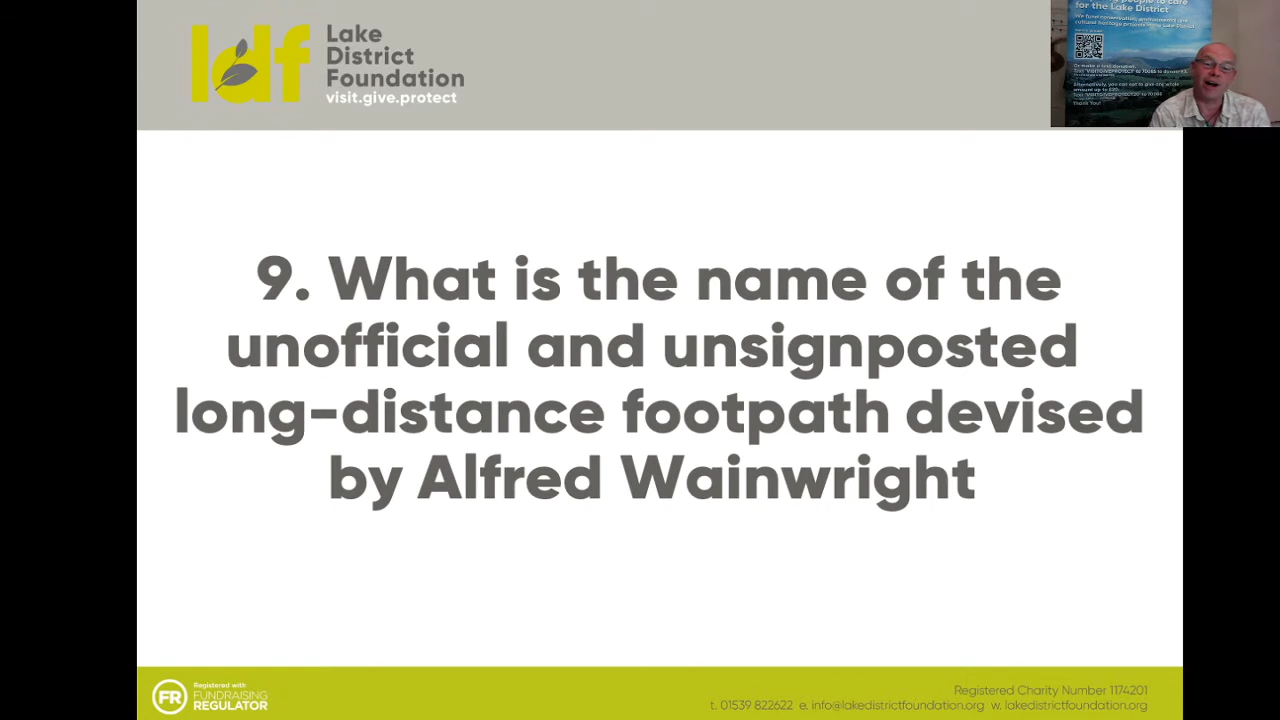 ldf
Lake
District
Foundation
visit.give.protect
for the Lake District
9. What is the name of the
unofficial and unsignposted
long-distance footpath devised
by Alfred Wainwright
FR
Registered with
FUNDRAISING
REGULATOR
Registered Charity Number 1174201
t. 01539 822622 e. info@lakedistrictfoundation.org w. lakedistrictfoundation.org